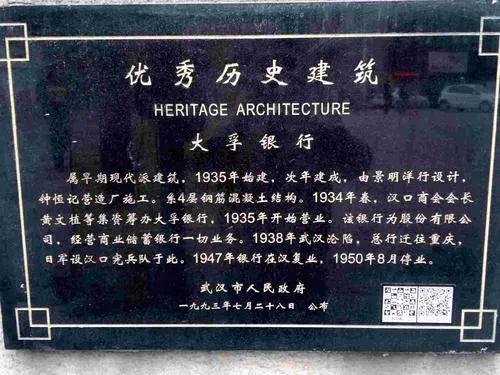 优秀历史建筑
HERITAGE ARCHITECTURE
大孚银行
属早期现代派建筑，1935年始建，次年建成，由景明洋行设计，
钟恒记营造厂施工。系4层钢筋混凝土结构。1934年春，汉口商会会长
黄文植等集资筹办大孚银行，1935年开始营业。该银行为股份有限公
司，经营商业储蓄银行一切业务。1938年武汉沦陷，总行迁往重庆，
日军设汉口宪兵队于此。1947年银行在汉复业，1950年8月停业。
武汉市人民政府
一九九三年七月二十八日 公布